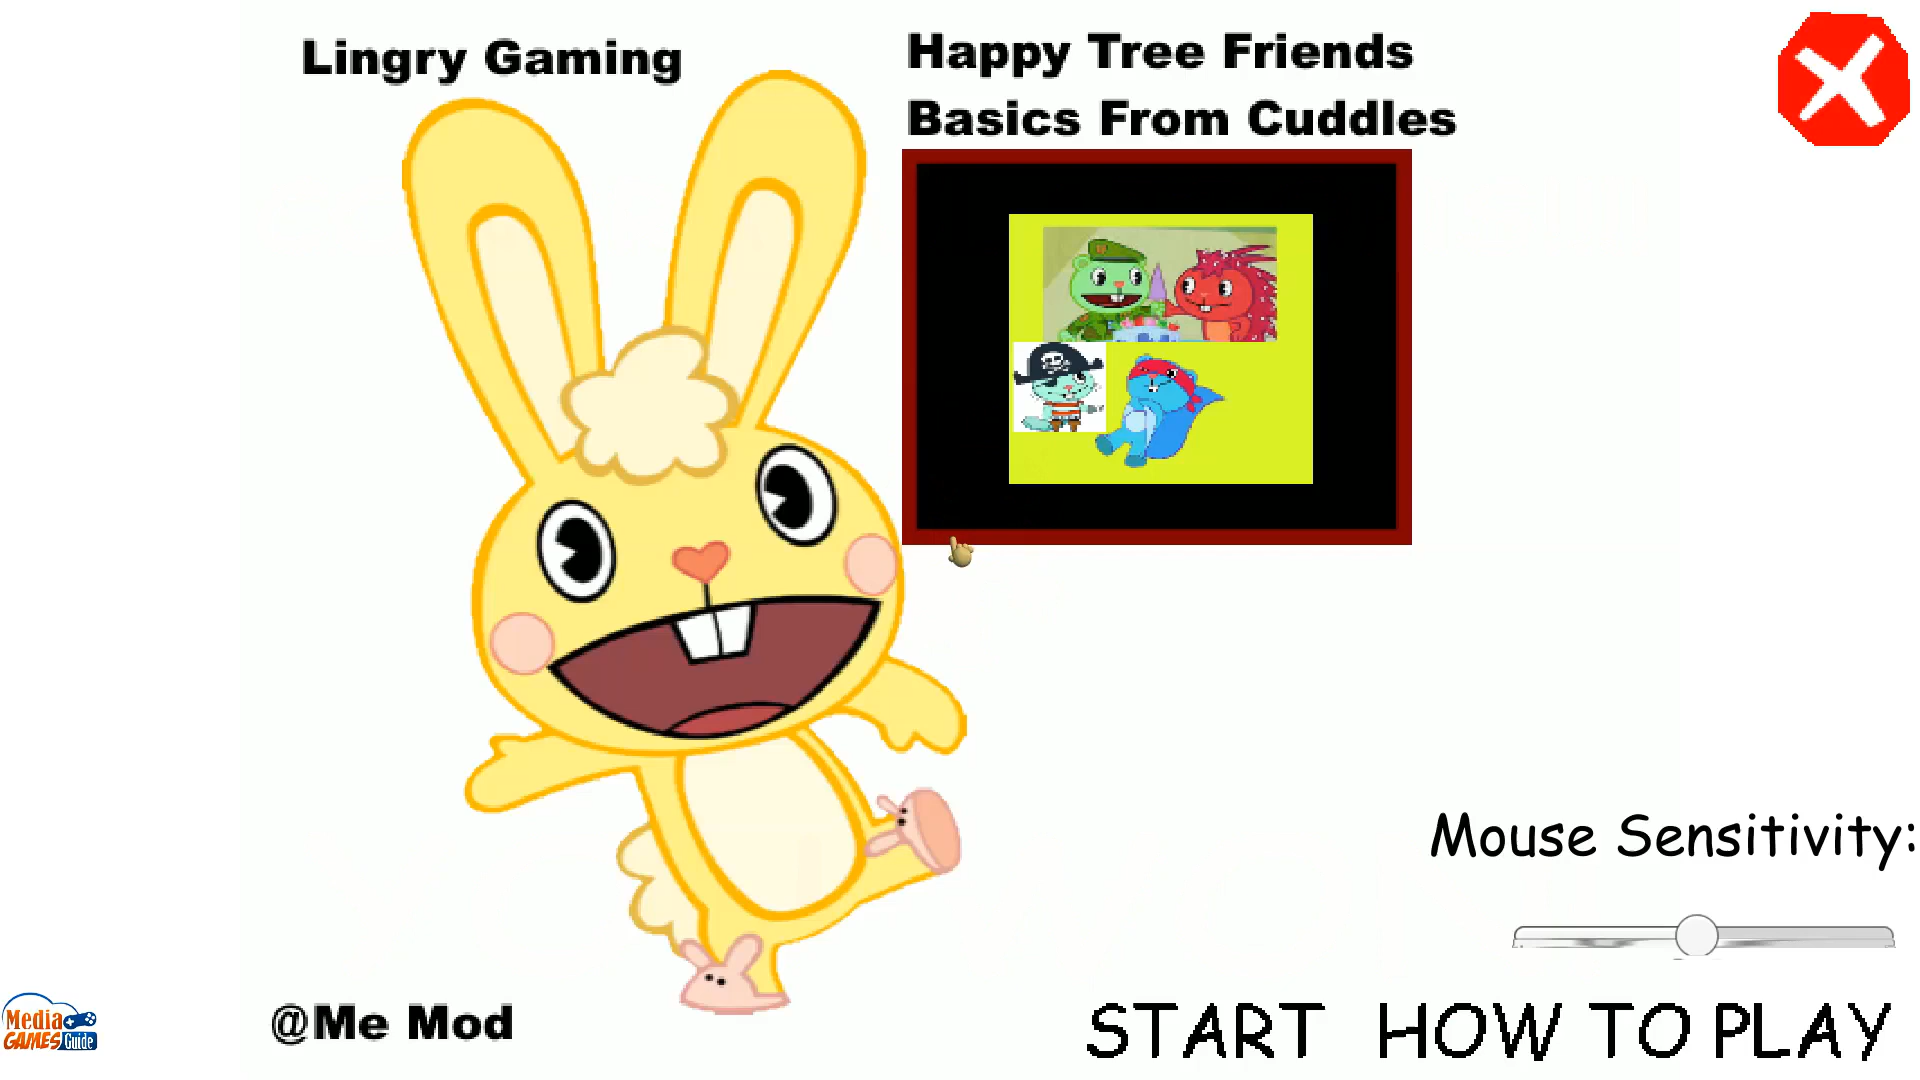 Lingry Gaming
Happy Tree Friends
Basics From Cuddles
Mouse Sensitivity:
@Me Mod
START HOW TO PLAY
Media
GAMES
Guide